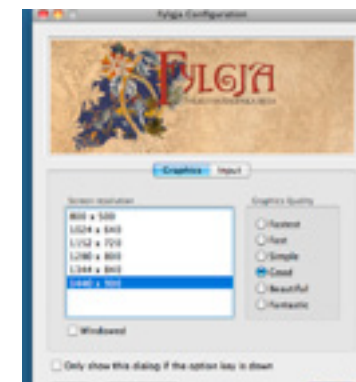 Fylgja Configuration
FYLGJA
Graphics Input
Screen resolution
Graphics Quality
800 x 500
1024 x 640
1152 x 720
1280 x 800
1344 x 840
1440 x 900
Fastest
Fast
Simple
Good
Beautiful
Fantastic
Windowed
Only show this dialog if the option key is down